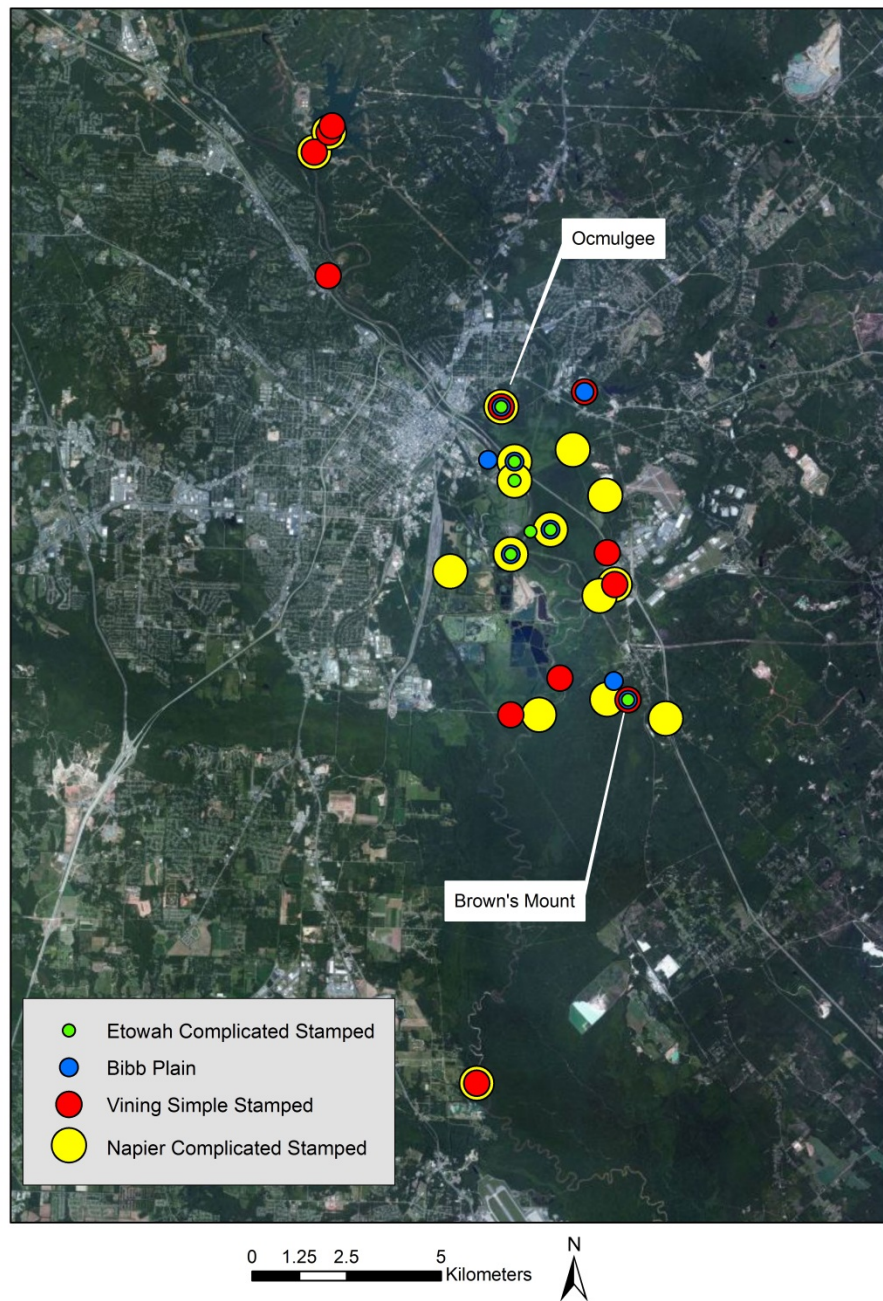 Ocmulgee
Brown's Mount
Etowah Complicated Stamped
Bibb Plain
Vining Simple Stamped
Napier Complicated Stamped
0 1.25 2.5 5
Kilometers
N